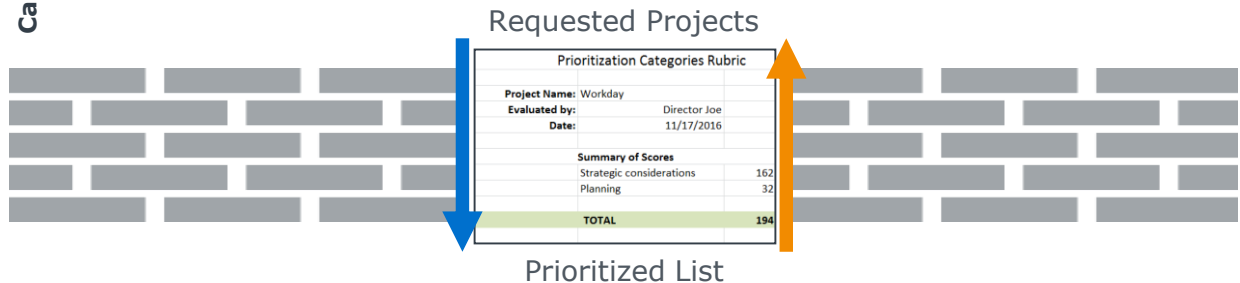 Ca
Requested Projects
Prioritization Categories Rubric
Project Name: Workday
Evaluated by: Director Joe
Date: 11/17/2016
Summary of Scores
Strategic considerations 162
Planning 32
TOTAL 194
Prioritized List